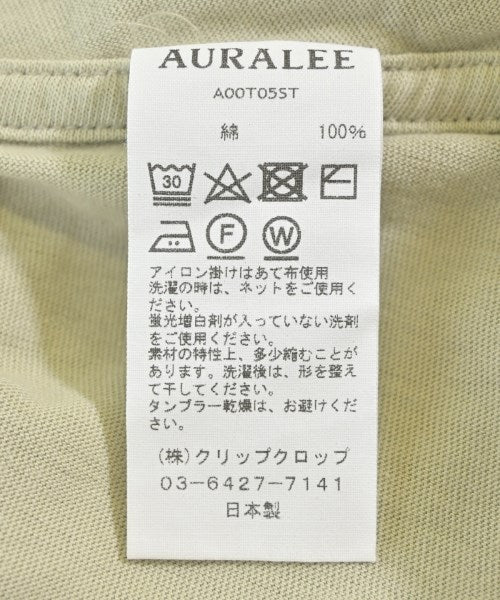 AURALEE
A00T05ST
綿 100%
30
F W
アイロン掛けはあて布使用
洗濯の時は、ネットをご使用く
ださい。
蛍光増白剤が入っていない洗剤
をご使用ください。
素材の特性上、多少縮むことが
あります。洗濯後は、形を整え
て干してください。
タンブラー乾燥は、お避けくだ
さい。
(株)クリップクロップ
03-6427-7141
日本製